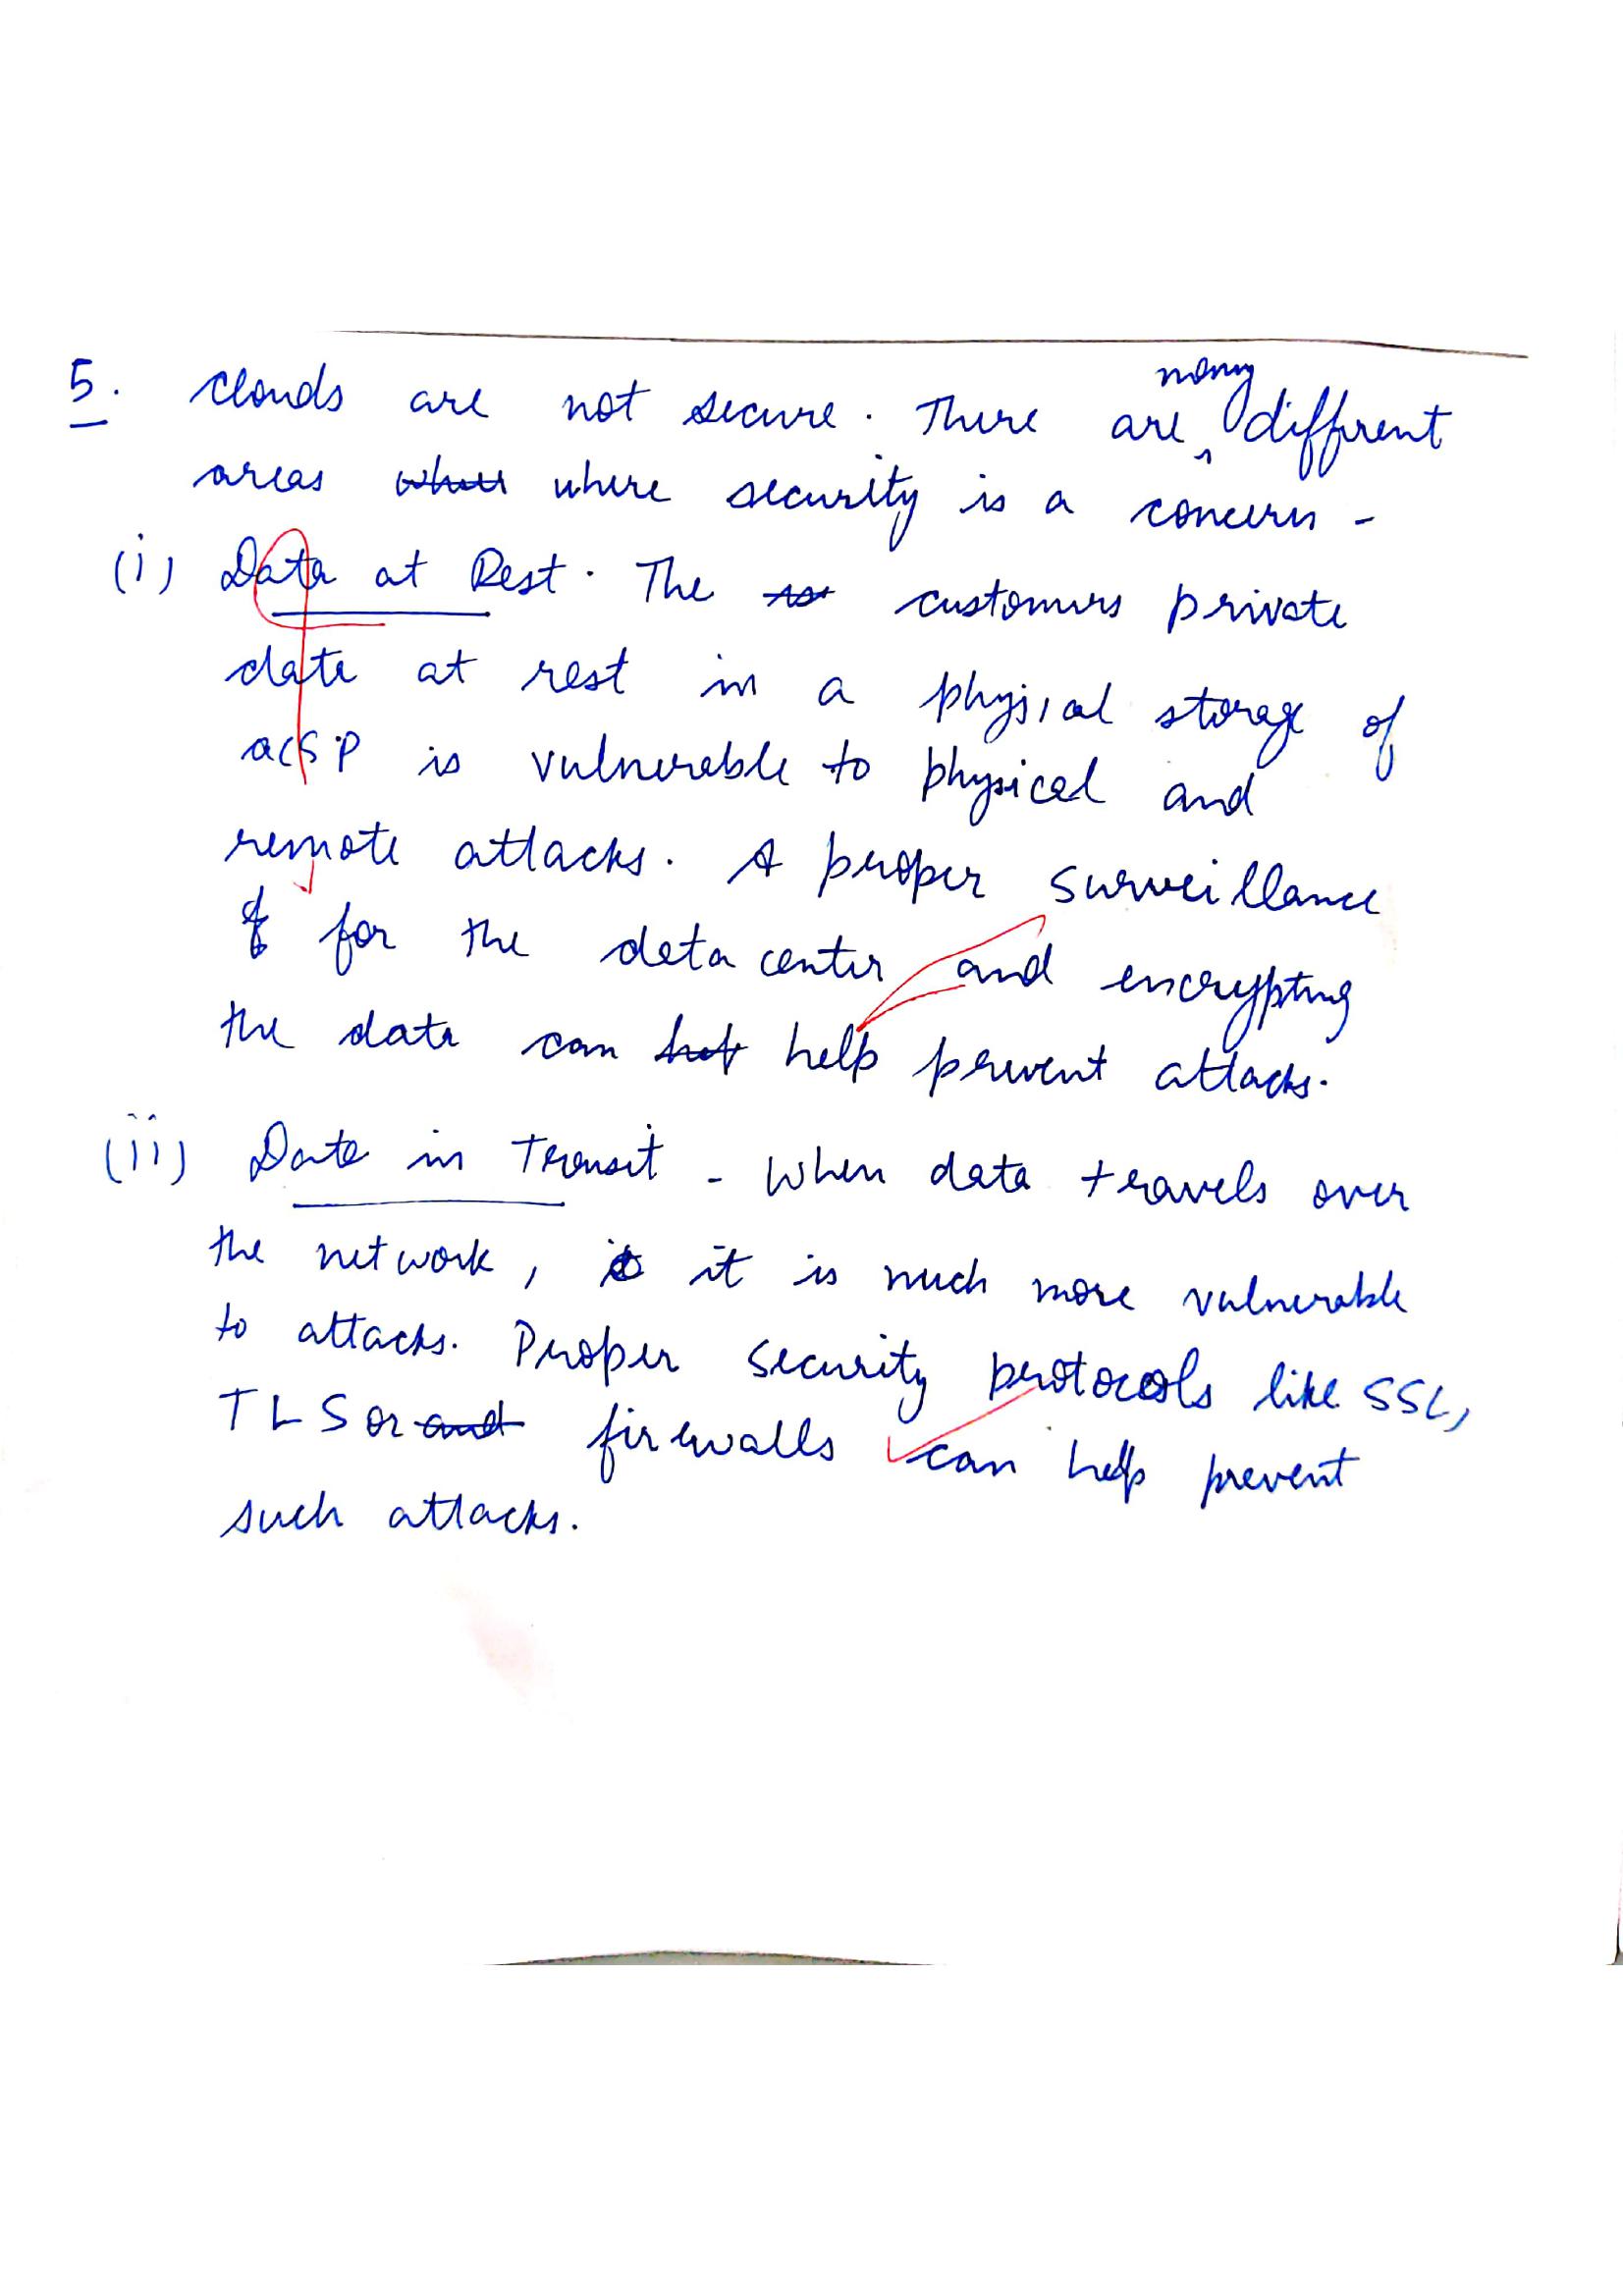 5. Clouds are not secure. There are many different
areas where security is a concern -
(i) Data at Rest. The customers private
data at rest in a physical storage of
a CSP is vulnerable to physical and
remote attacks. A proper surveillance
for the data center and encrypting
the data can help prevent attacks.
(ii) Data in Transit - When data travels over
the network, it is much more vulnerable
to attacks. Proper security protocols like SSL,
TLS or firewalls can help prevent
such attacks.